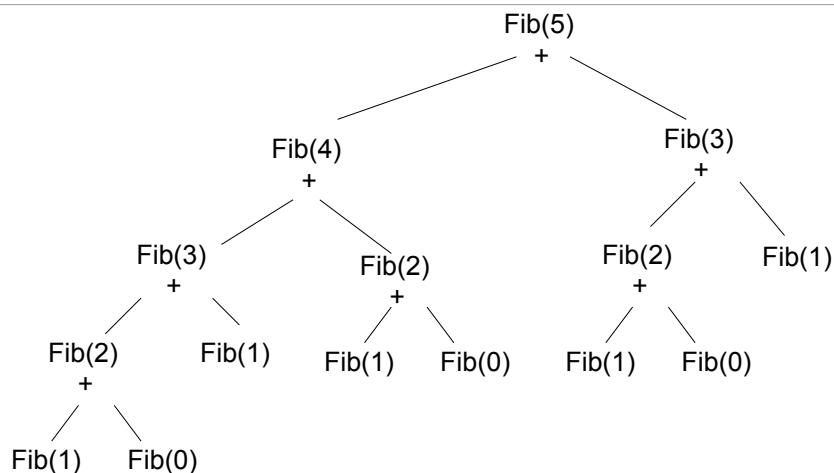 Fib(5)
+
Fib(4)
+
Fib(3)
+
Fib(3)
+
Fib(2)
+
Fib(2)
+
Fib(1)
Fib(2)
+
Fib(1)
Fib(1)
Fib(0)
Fib(1)
Fib(0)
Fib(1)
Fib(0)